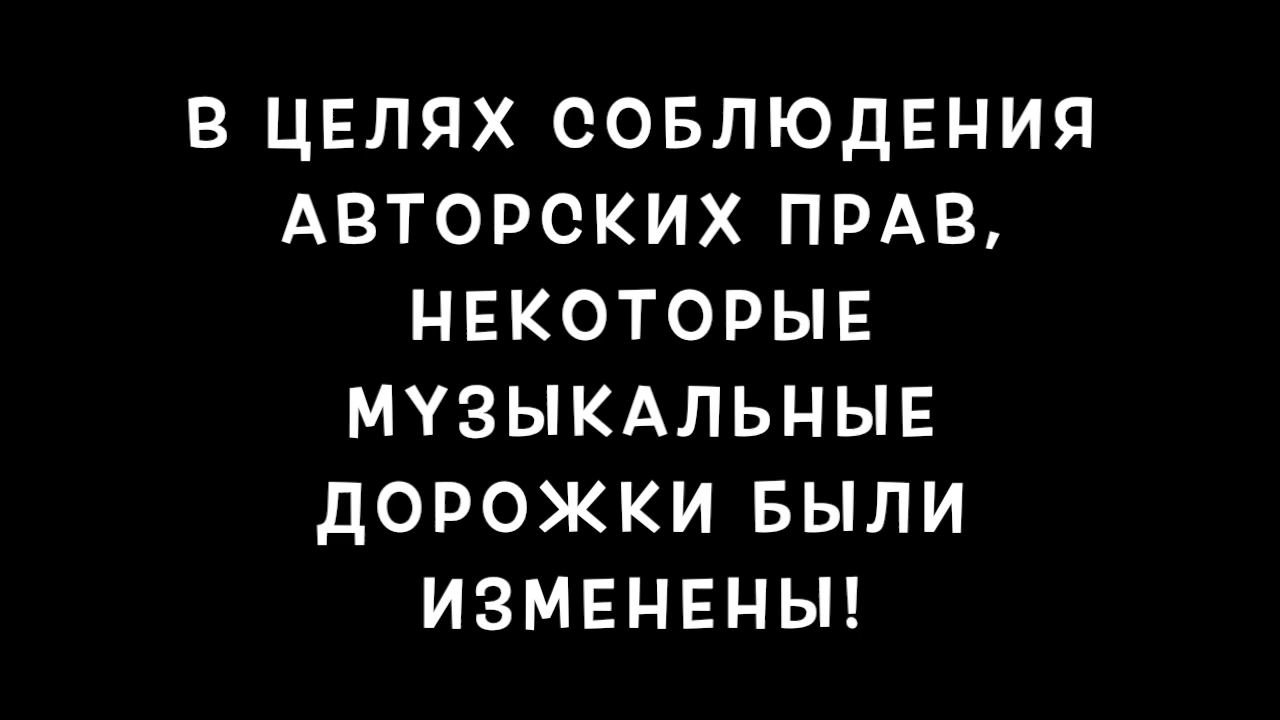 В ЦЕЛЯХ СОБЛЮДЕНИЯ
АВТОРСКИХ ПРАВ,
НЕКОТОРЫЕ
МУЗЫКАЛЬНЫЕ
ДОРОЖКИ БЫЛИ
ИЗМЕНЕНЫ!